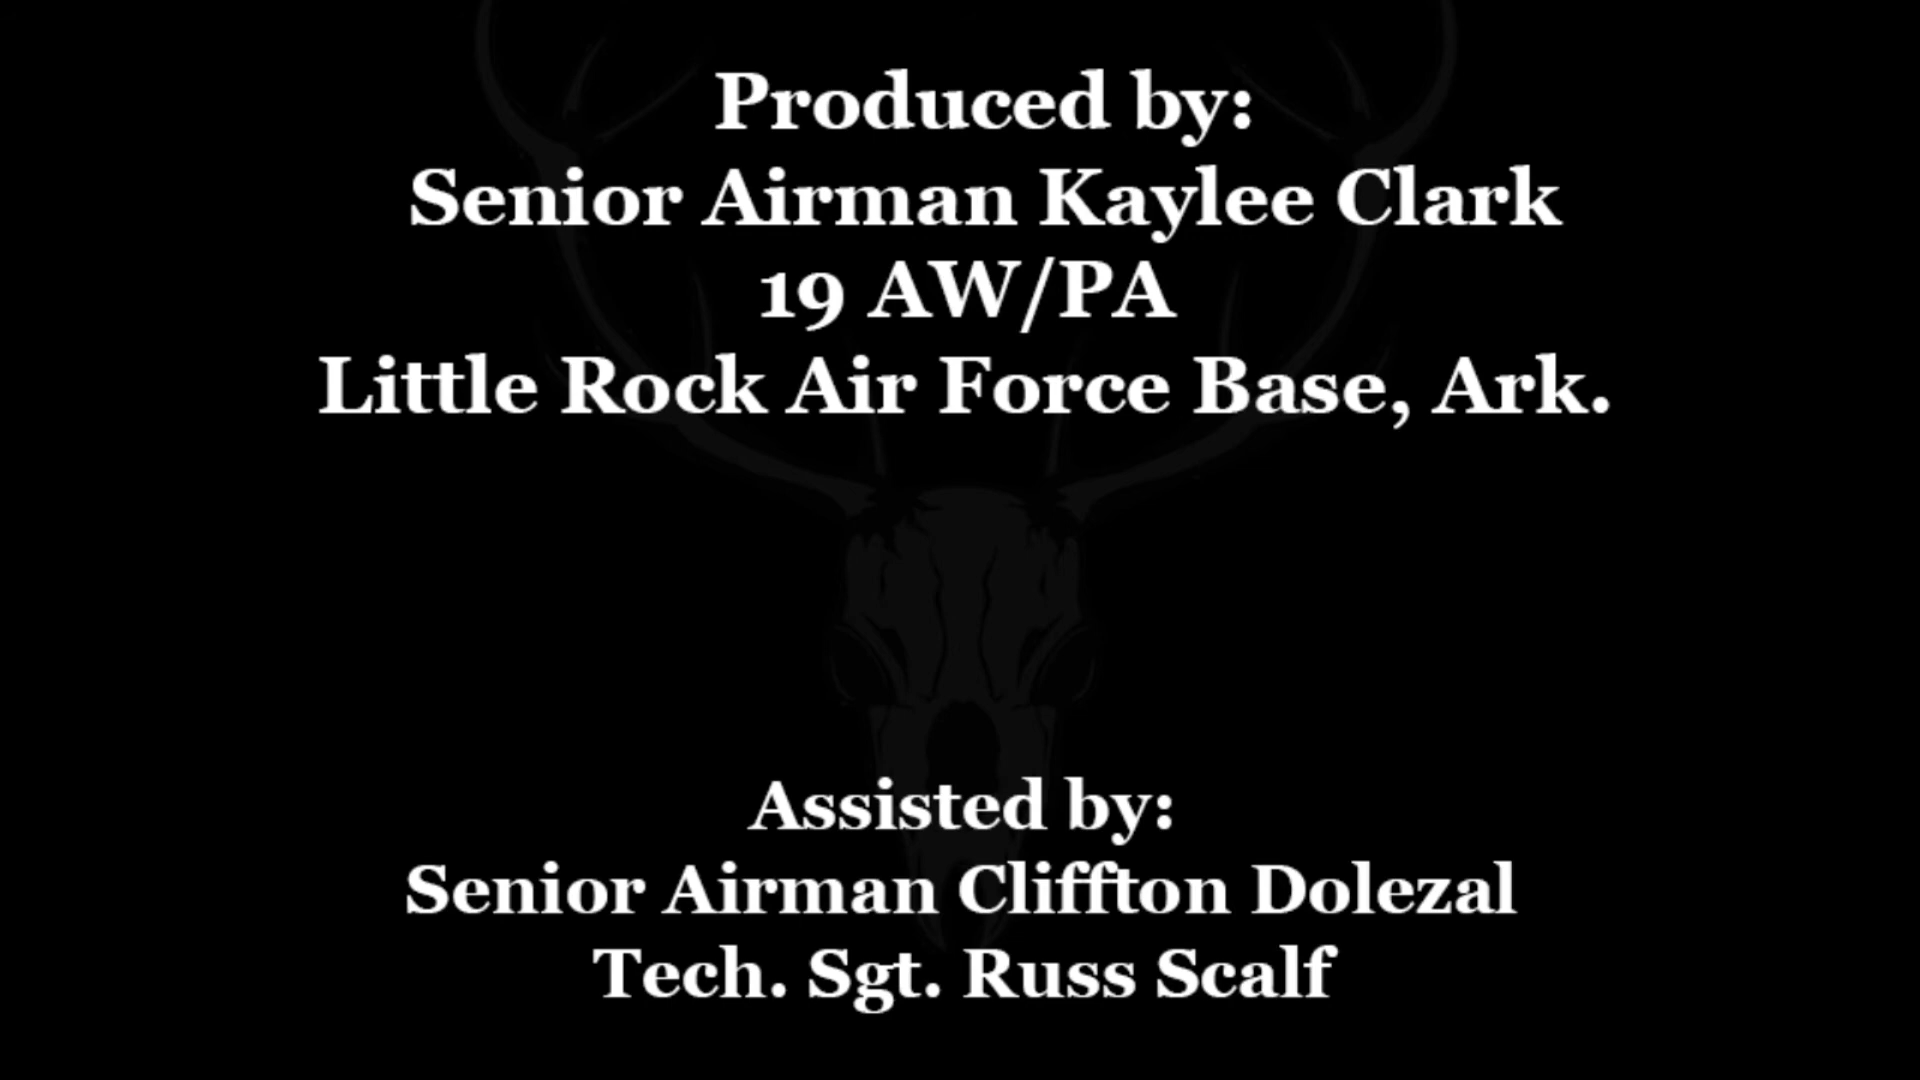 Produced by:
Senior Airman Kaylee Clark
19 AW/PA
Little Rock Air Force Base, Ark.
Assisted by:
Senior Airman Cliffton Dolezal
Tech. Sgt. Russ Scalf